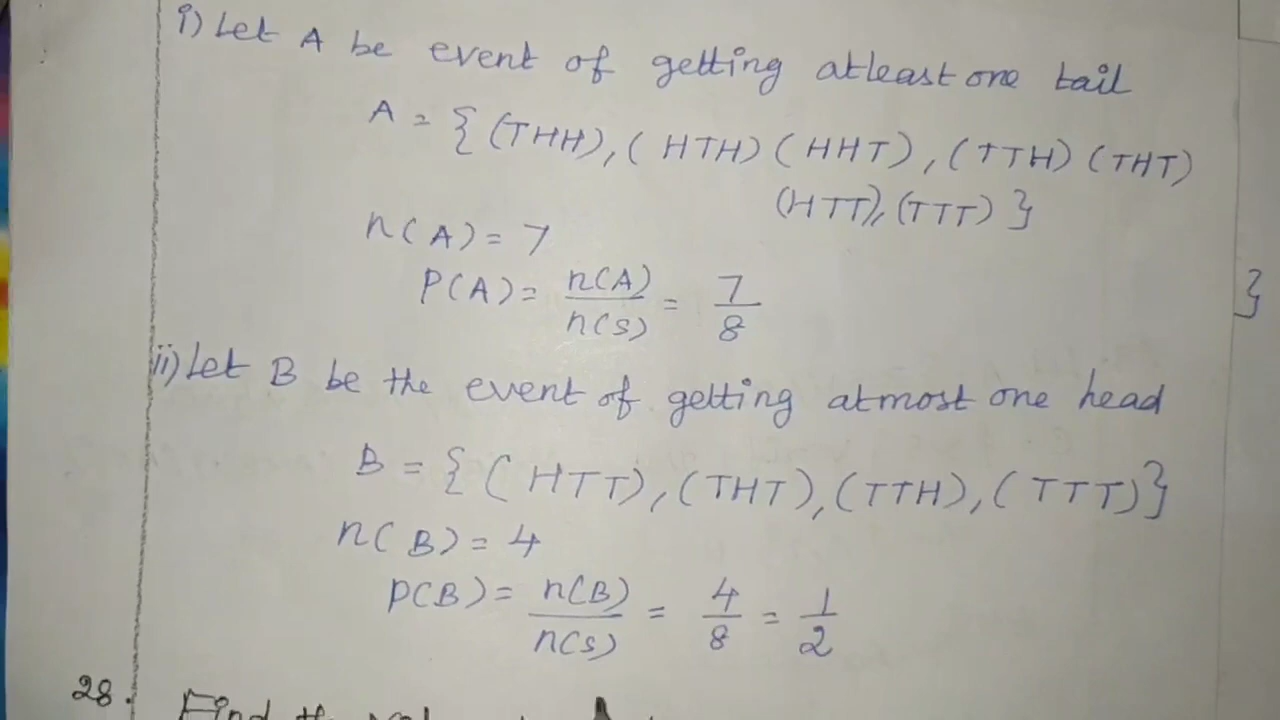 i) Let A be event of getting atleast one tail
A = { (THH), (HTH) (HHT), (TTH) (THT)
(HTT), (TTT) }
n(A) = 7
P(A) = n(A)/n(S) = 7/8
}
ii) Let B be the event of getting atmost one head
B = { (HTT), (THT), (TTH), (TTT) }
n(B) = 4
P(B) = n(B)/n(S) = 4/8 = 1/2
28. Find the